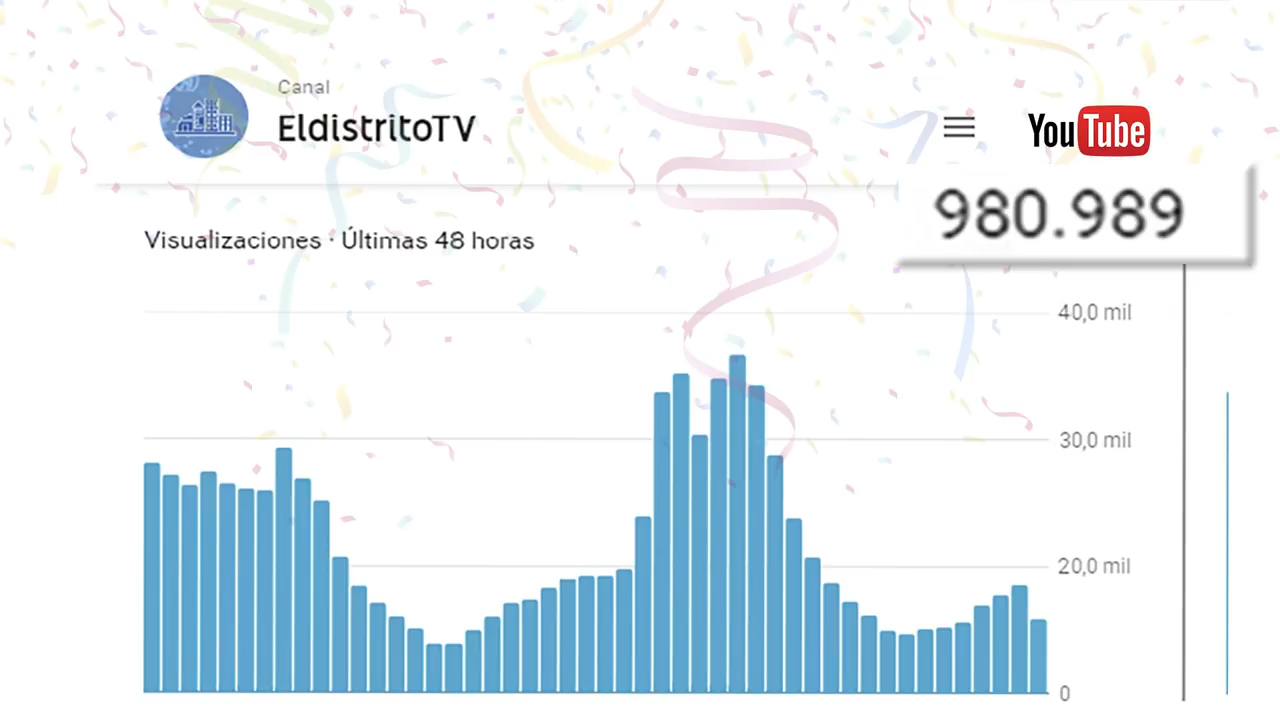 Canal
EldistritoTV
YouTube
980.989
Visualizaciones · Últimas 48 horas
40,0 mil
30,0 mil
20,0 mil
0